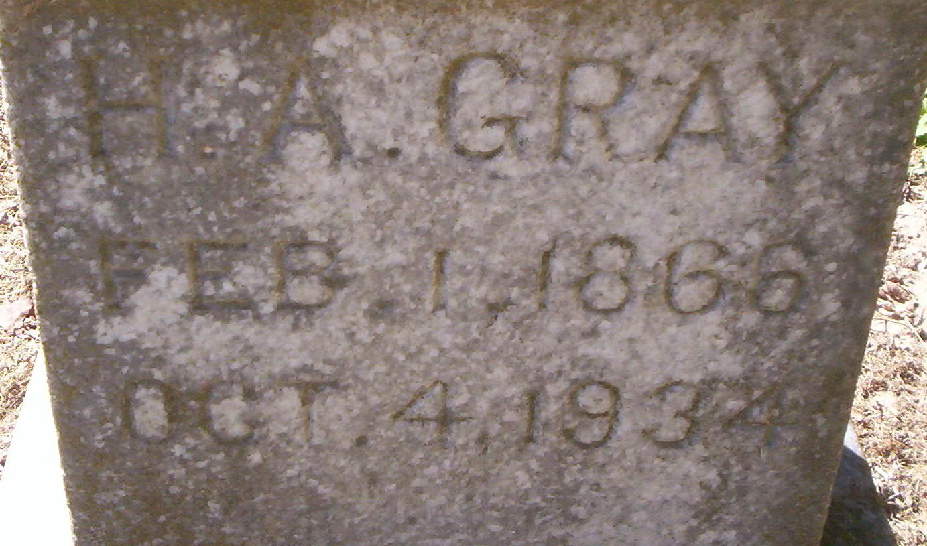 H. A. GRAY
FEB. 1, 1866
OCT. 4, 1934